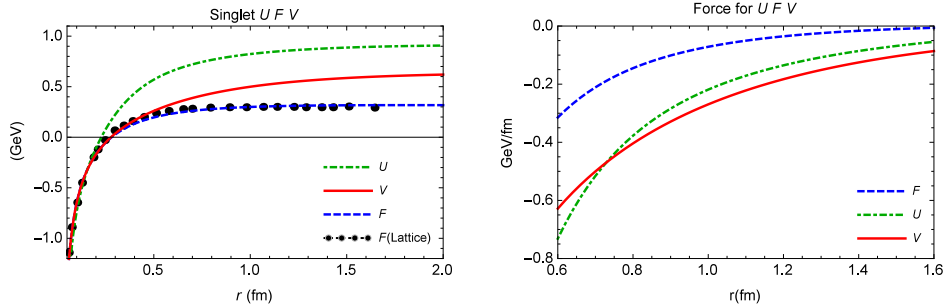 Singlet U F V
1.0
0.5
0.0
−0.5
−1.0
(GeV)
U
V
F
F(Lattice)
0.5
1.0
1.5
2.0
r (fm)
Force for U F V
−0.0
−0.2
−0.4
−0.6
−0.8
GeV/fm
F
U
V
0.6
0.8
1.0
1.2
1.4
1.6
r(fm)